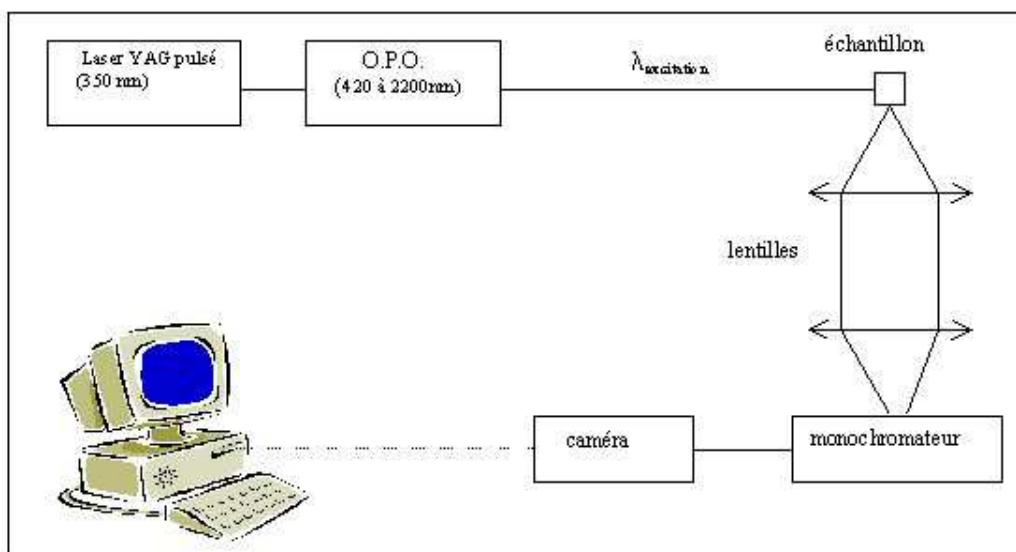 Laser YAG pulsé
(350 nm)
O.P.O.
(420 à 2200nm)
λexcitation
échantillon
lentilles
caméra
monochromateur